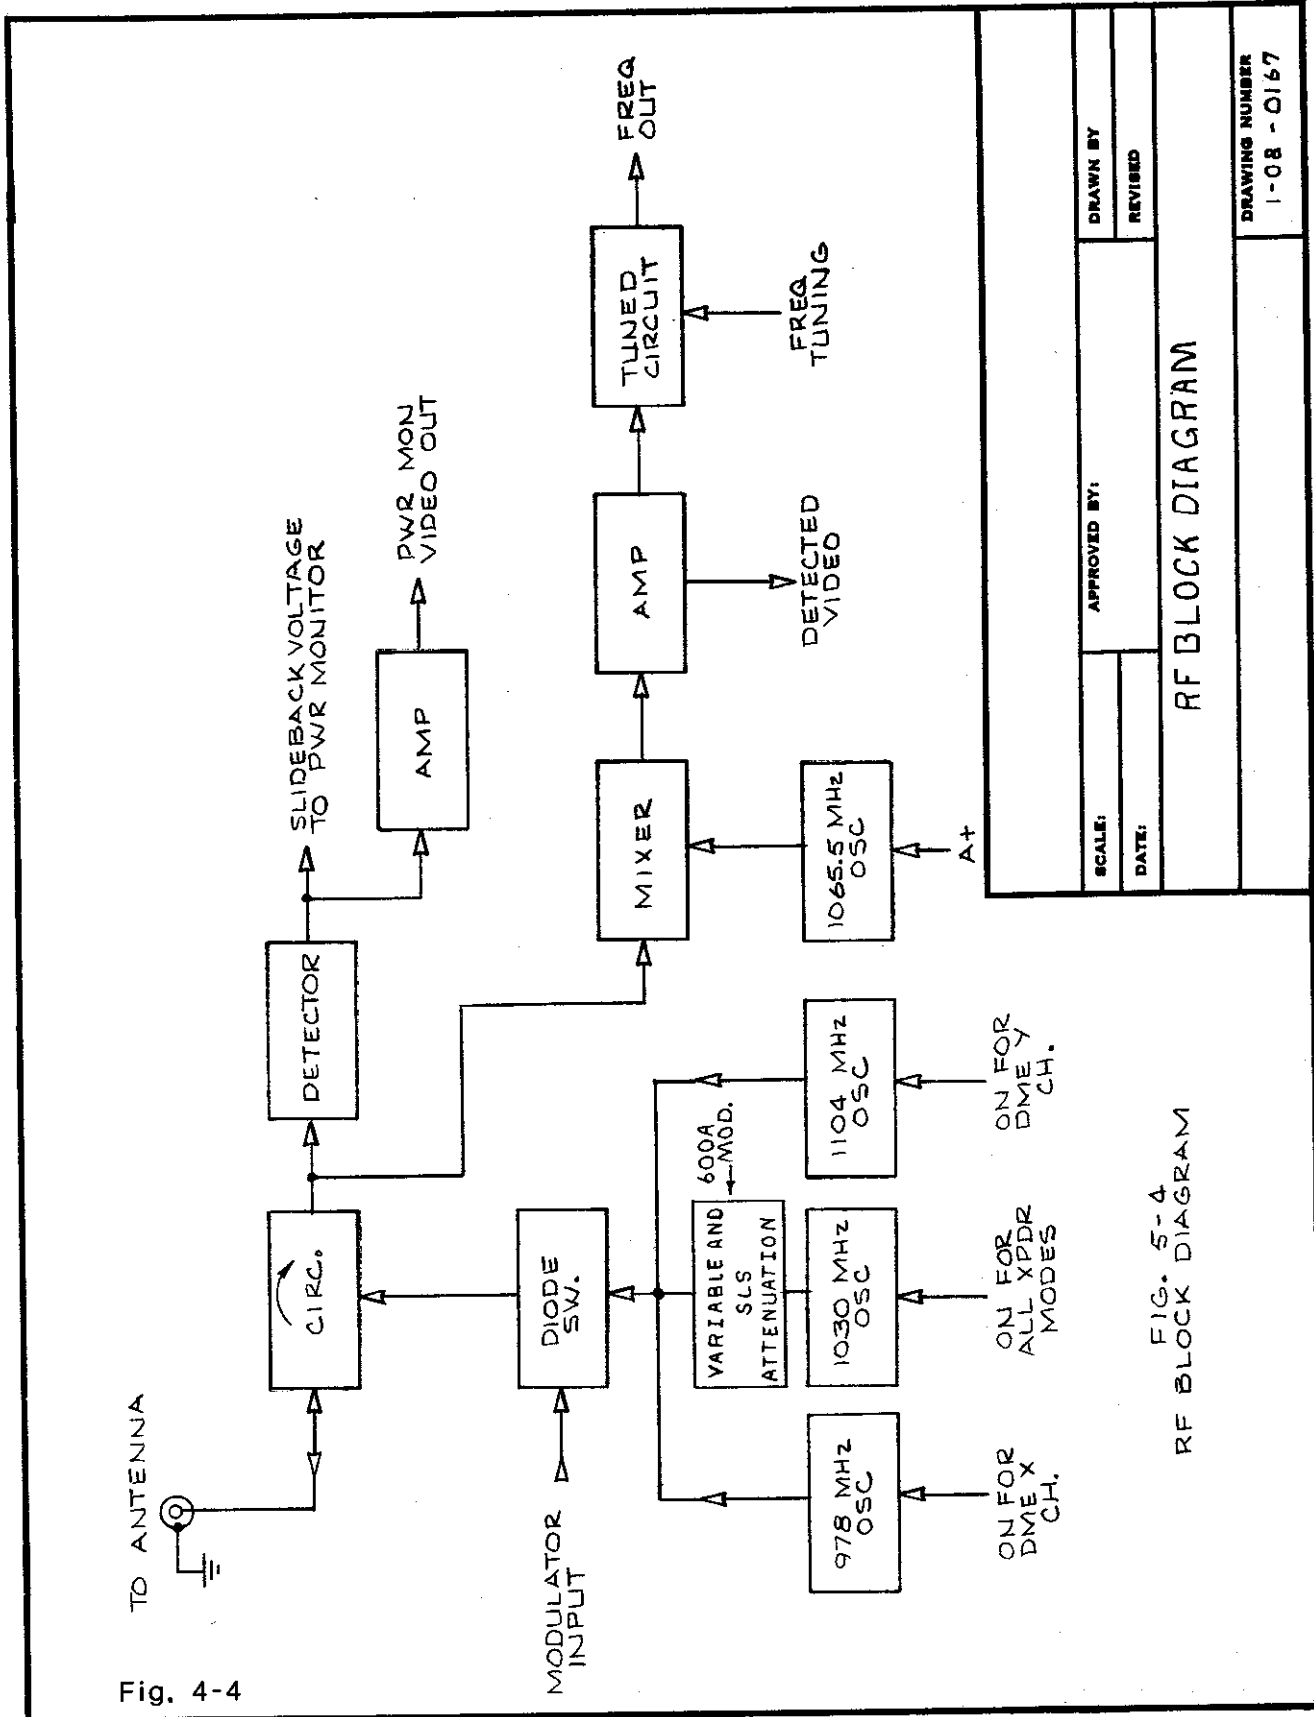 TO ANTENNA
CIRC.
DETECTOR
SLIDEBACK VOLTAGE
TO PWR MONITOR
AMP
PWR MON
VIDEO OUT
MODULATOR
INPUT
DIODE
SW.
MIXER
AMP
DETECTED
VIDEO
TUNED
CIRCUIT
FREQ
OUT
FREQ
TUNING
VARIABLE AND
SLS
ATTENUATION
600A
MOD.
978 MHz
OSC
1030 MHz
OSC
1104 MHz
OSC
1065.5 MHz
OSC
A+
ON FOR
DME X
CH.
ON FOR
ALL XPDR
MODES
ON FOR
DME Y
CH.
FIG. 5-4
RF BLOCK DIAGRAM
SCALE:
APPROVED BY:
DRAWN BY
DATE:
REVISED
RF BLOCK DIAGRAM
DRAWING NUMBER
1-08-0167
Fig. 4-4